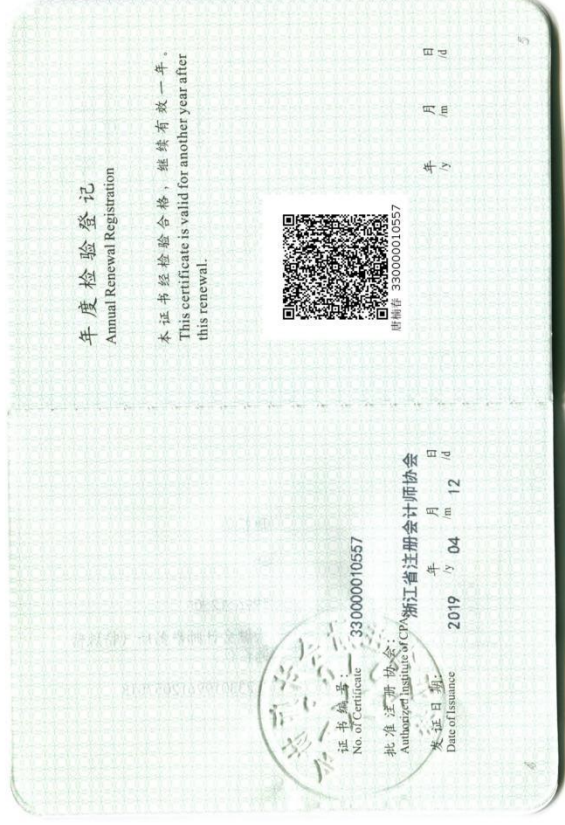 年度检验登记
Annual Renewal Registration
本证书经检验合格，继续有效一年。
This certificate is valid for another year after
this renewal.
唐楠春 330000010557
年 月 日
/y /m /d
5
证书编号： 330000010557
No. of Certificate
批准注册协会： 浙江省注册会计师协会
Authorized Institute of CPAs
发证日期： 2019 年 04 月 12 日
Date of Issuance /y /m /d